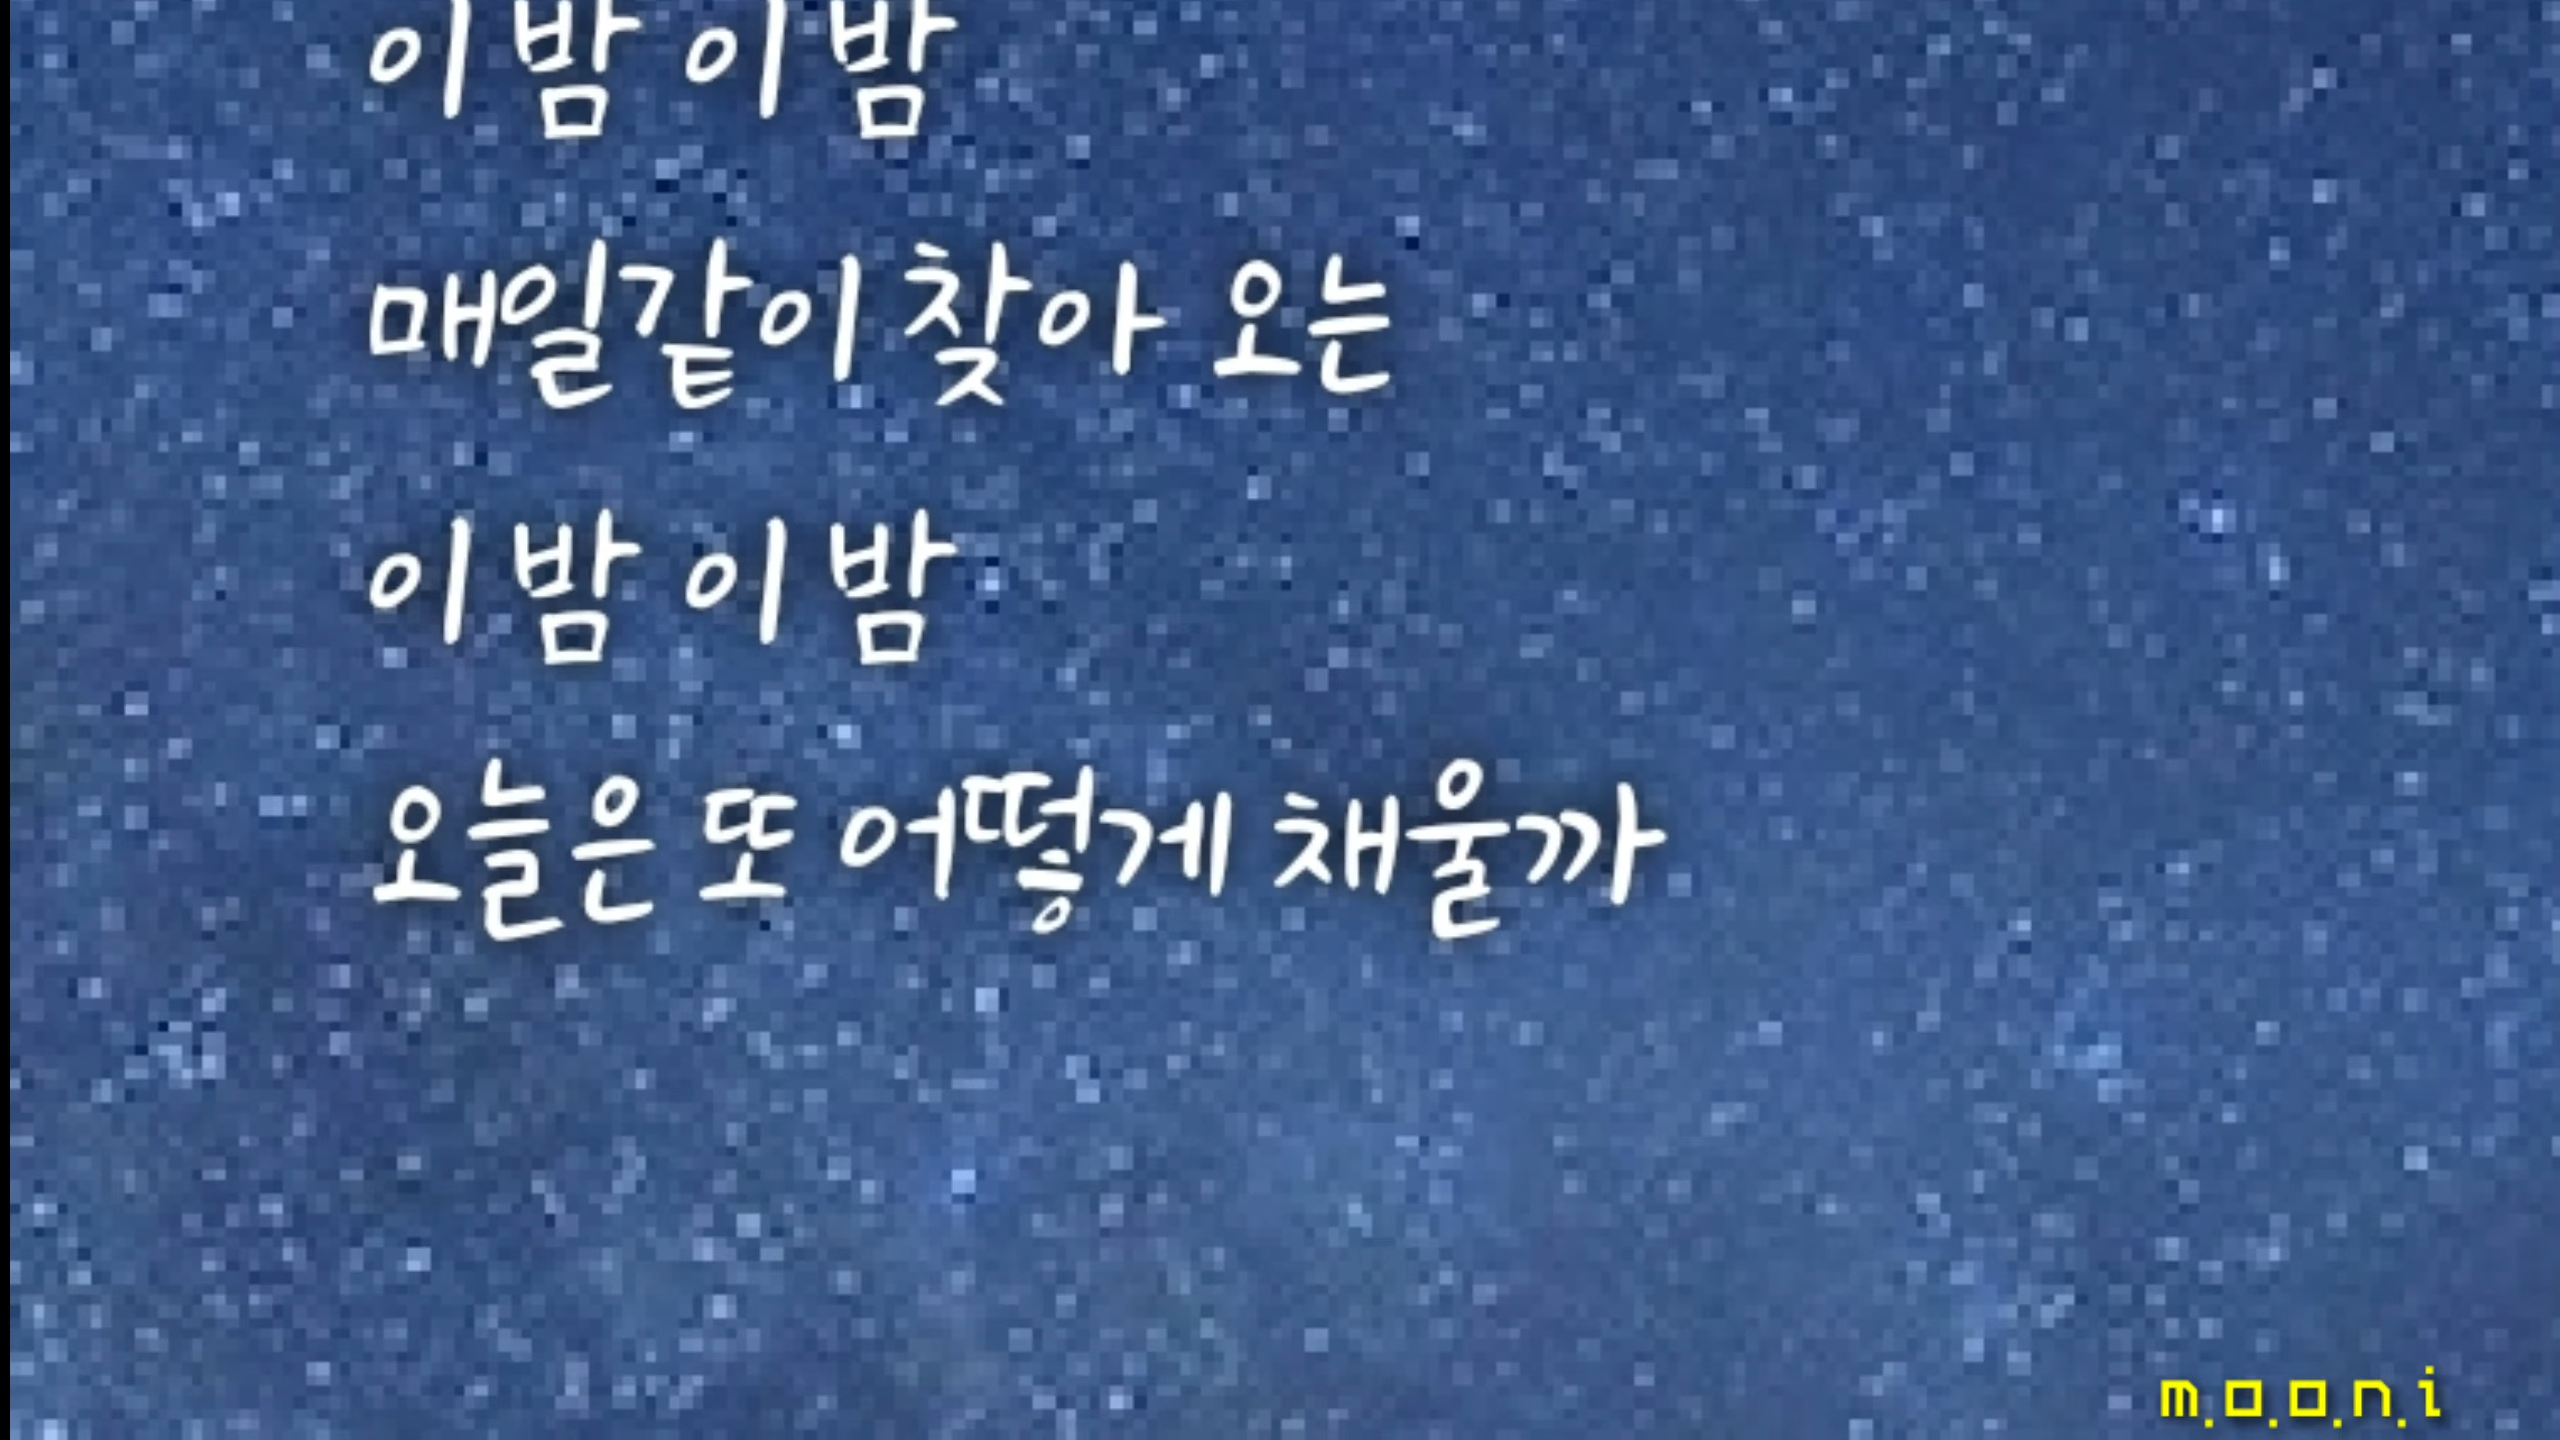 이 밤 이 밤
매일같이 찾아 오는
이 밤 이 밤
오늘은 또 어떻게 채울까
m.o.o.n.i